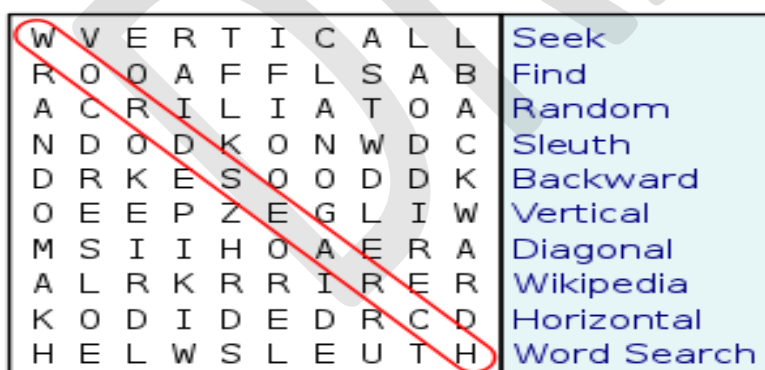 W V E R T I C A L L Seek
R O O A F F L S A B Find
A C R I L I A T O A Random
N D O D K O N W D C Sleuth
D R K E S O O D D K Backward
O E E P Z E G L I W Vertical
M S I I H O A E R A Diagonal
A L R K R R I R E R Wikipedia
K O D I D E D R C D Horizontal
H E L W S L E U T H Word Search